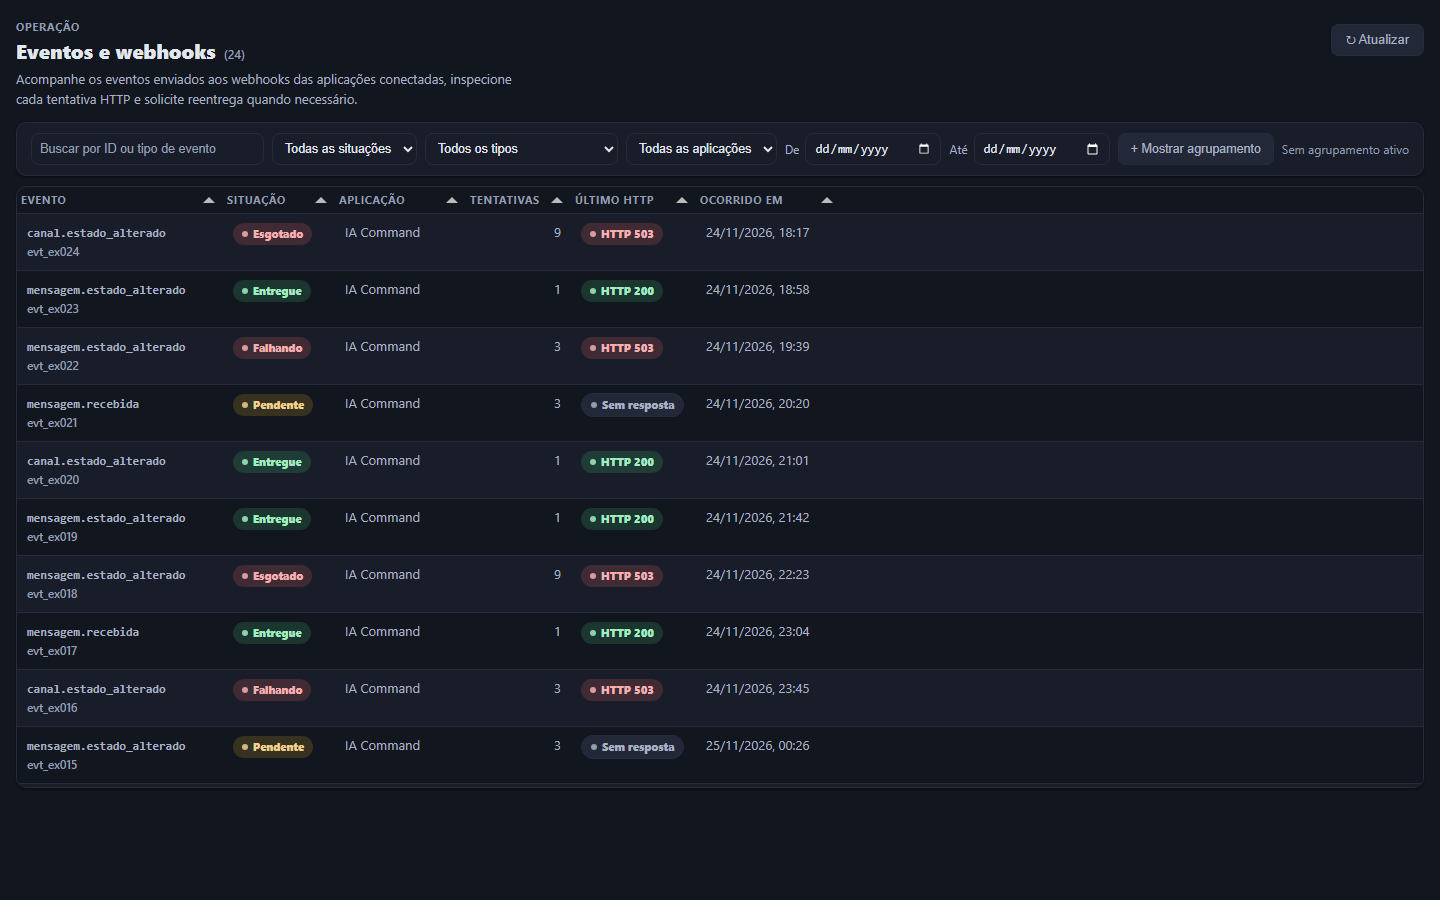 OPERAÇÃO
Eventos e webhooks (24)
↻ Atualizar
Acompanhe os eventos enviados aos webhooks das aplicações conectadas, inspecione
cada tentativa HTTP e solicite reentrega quando necessário.
Buscar por ID ou tipo de evento Todas as situações Todos os tipos Todas as aplicações De dd/mm/yyyy Até dd/mm/yyyy + Mostrar agrupamento Sem agrupamento ativo
EVENTO SITUAÇÃO APLICAÇÃO TENTATIVAS ÚLTIMO HTTP OCORRIDO EM
canal.estado_alterado Esgotado IA Command 9 HTTP 503 24/11/2026, 18:17
evt_ex024
mensagem.estado_alterado Entregue IA Command 1 HTTP 200 24/11/2026, 18:58
evt_ex023
mensagem.estado_alterado Falhando IA Command 3 HTTP 503 24/11/2026, 19:39
evt_ex022
mensagem.recebida Pendente IA Command 3 Sem resposta 24/11/2026, 20:20
evt_ex021
canal.estado_alterado Entregue IA Command 1 HTTP 200 24/11/2026, 21:01
evt_ex020
mensagem.estado_alterado Entregue IA Command 1 HTTP 200 24/11/2026, 21:42
evt_ex019
mensagem.estado_alterado Esgotado IA Command 9 HTTP 503 24/11/2026, 22:23
evt_ex018
mensagem.recebida Entregue IA Command 1 HTTP 200 24/11/2026, 23:04
evt_ex017
canal.estado_alterado Falhando IA Command 3 HTTP 503 24/11/2026, 23:45
evt_ex016
mensagem.estado_alterado Pendente IA Command 3 Sem resposta 25/11/2026, 00:26
evt_ex015